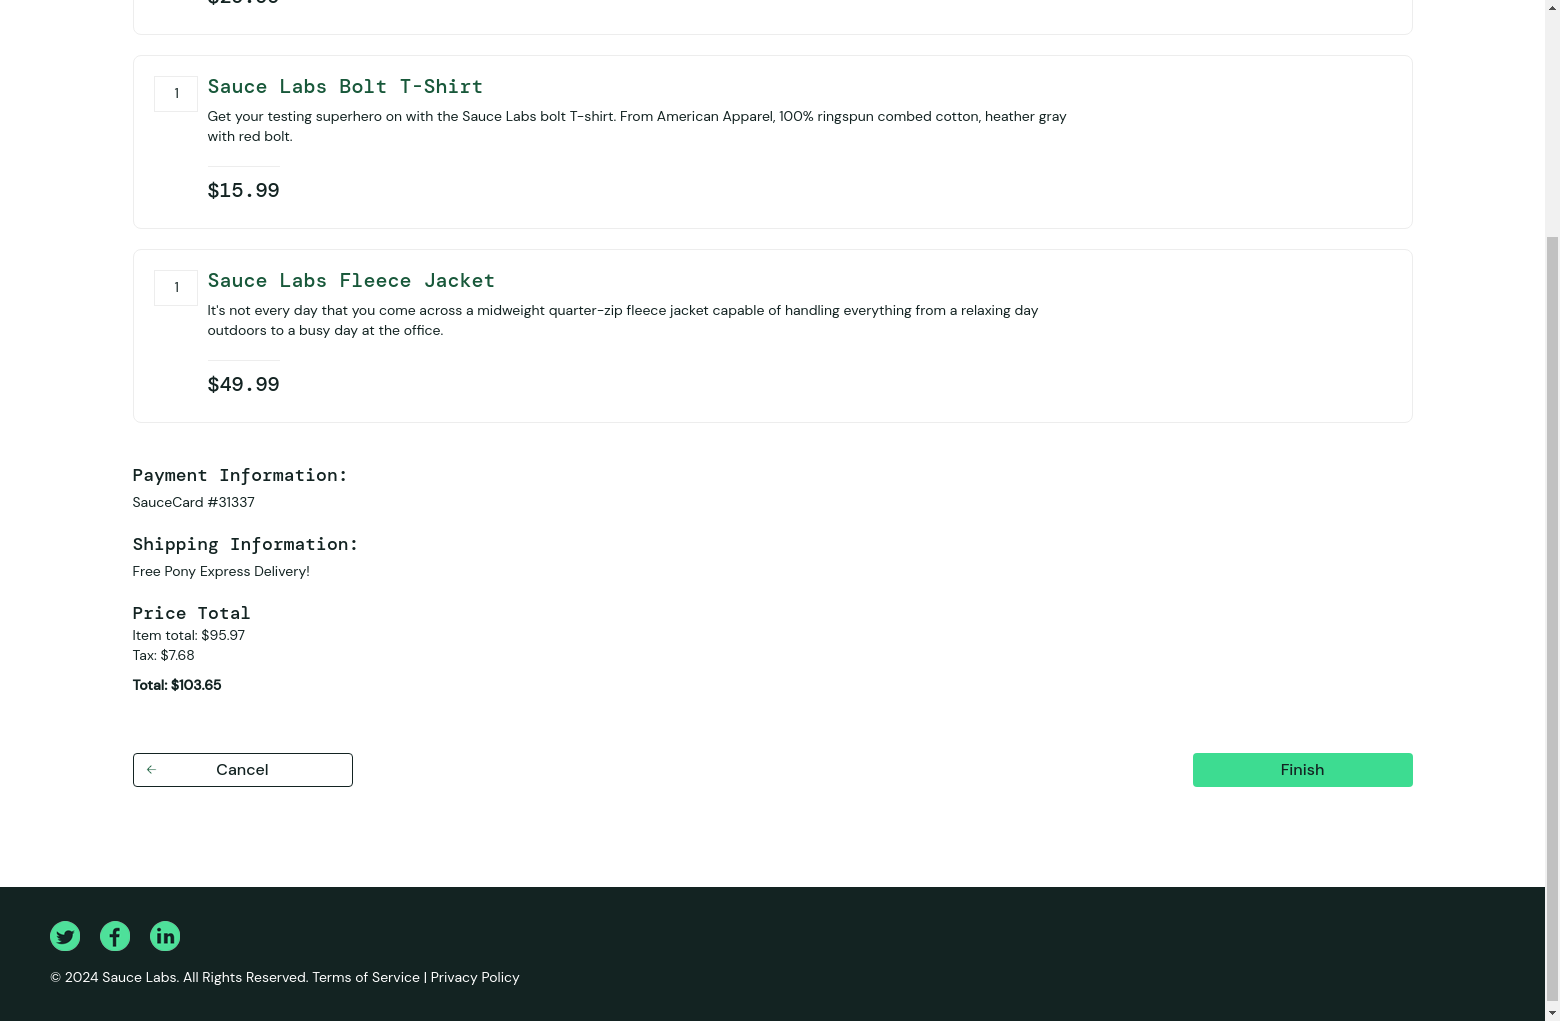 1
Sauce Labs Bolt T-Shirt
Get your testing superhero on with the Sauce Labs bolt T-shirt. From American Apparel, 100% ringspun combed cotton, heather gray
with red bolt.
$15.99
1
Sauce Labs Fleece Jacket
It's not every day that you come across a midweight quarter-zip fleece jacket capable of handling everything from a relaxing day
outdoors to a busy day at the office.
$49.99
Payment Information:
SauceCard #31337
Shipping Information:
Free Pony Express Delivery!
Price Total
Item total: $95.97
Tax: $7.68
Total: $103.65
Cancel
Finish
© 2024 Sauce Labs. All Rights Reserved. Terms of Service | Privacy Policy